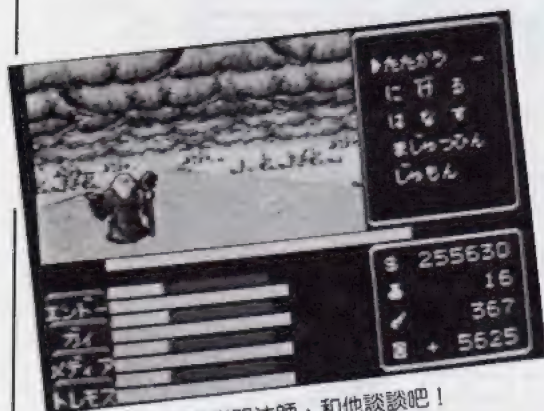 ▶たたかう
にげる
はなす
まじゅつひん
じゅもん
エンドー
ガイ
メディア
トレモス
S 255630
16
367
+ 5625
法師，和他談談吧！